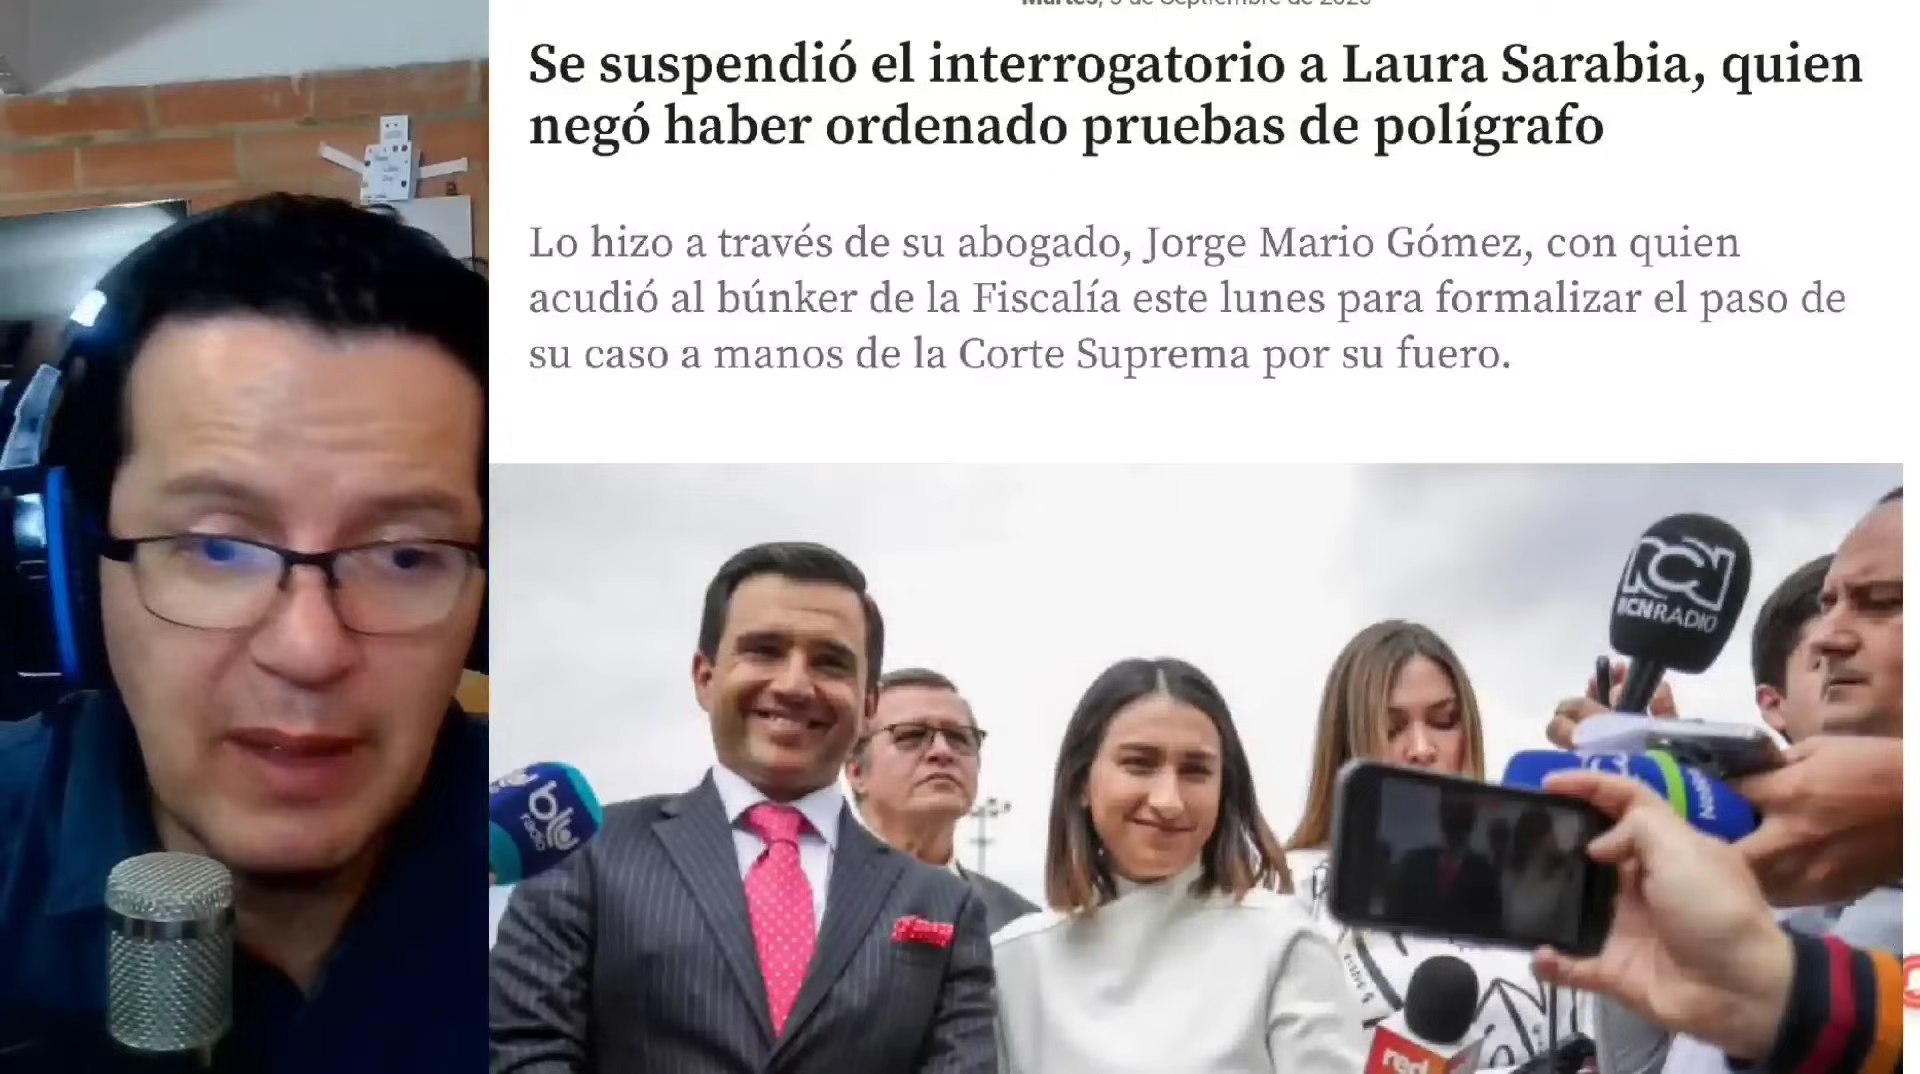 Se suspendió el interrogatorio a Laura Sarabia, quien
negó haber ordenado pruebas de polígrafo
Lo hizo a través de su abogado, Jorge Mario Gómez, con quien
acudió al búnker de la Fiscalía este lunes para formalizar el paso de
su caso a manos de la Corte Suprema por su fuero.
RCN RADIO
blu
radio
red